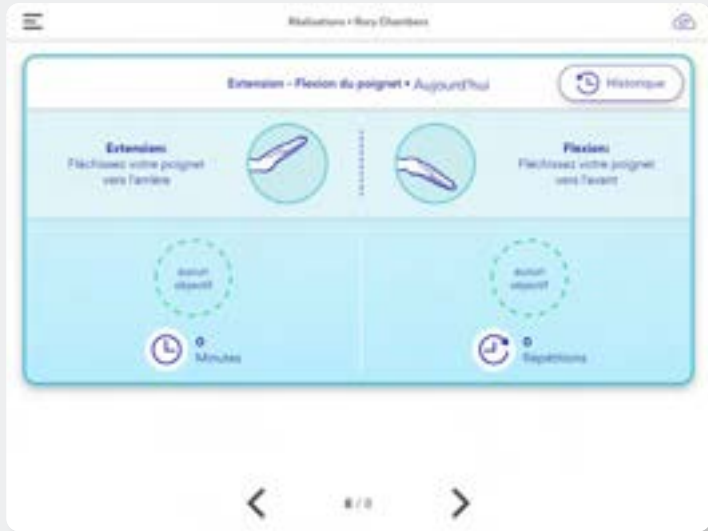 Réalisations • Rory Chambers
Extension - Flexion du poignet • Aujourd'hui
Historique
Extension:
Fléchissez votre poignet
vers l'arrière
Flexion:
Fléchissez votre poignet
vers l'avant
aucun
objectif
0
Minutes
aucun
objectif
0
Répétitions